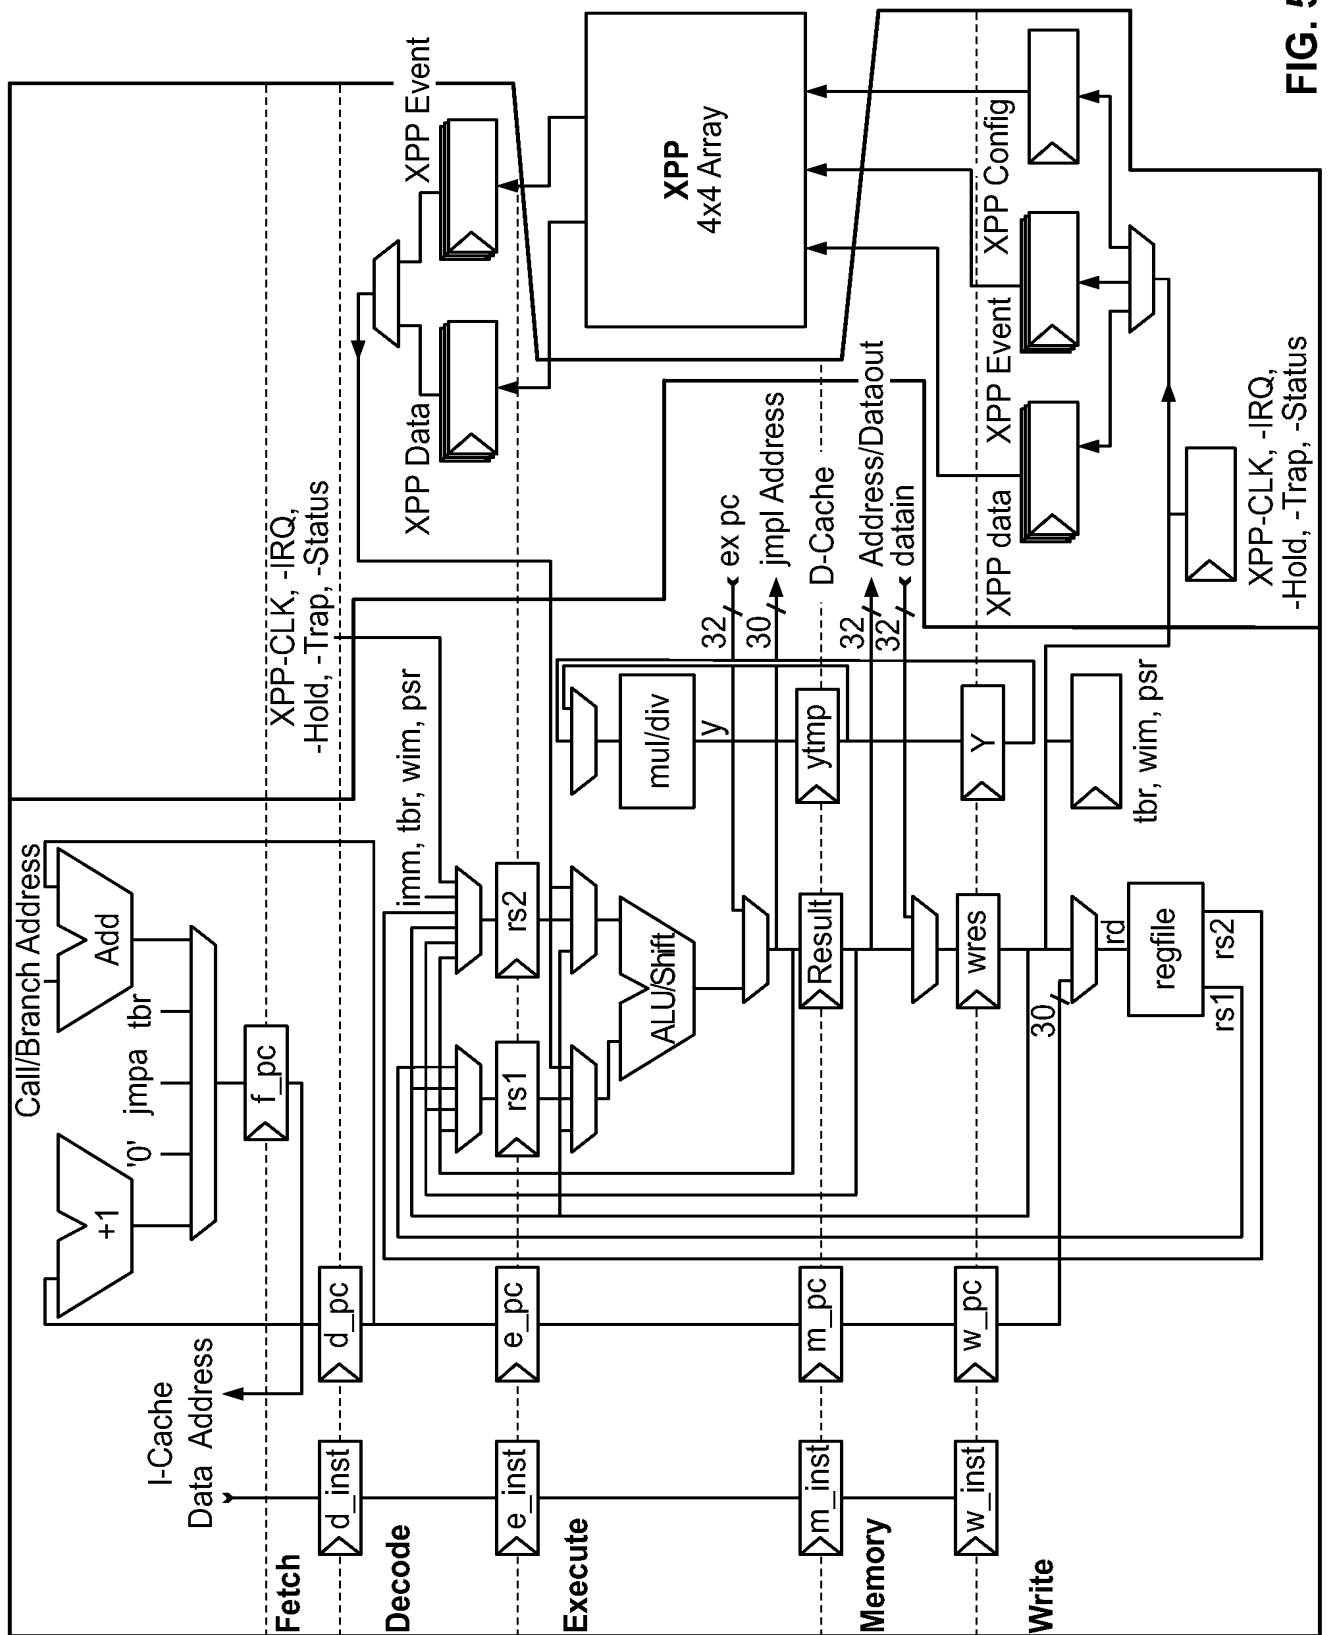 Call/Branch Address
Add
+1
'0'
jmpa
tbr
f_pc
I-Cache
Data Address
Fetch
d_inst
d_pc
XPP-CLK, -IRQ,
-Hold, -Trap, -Status
Decode
imm, tbr, wim, psr
XPP Data
XPP Event
e_inst
e_pc
rs1
rs2
Execute
ALU/Shift
mul/div
y
32
ex pc
30
jmpl Address
XPP
4x4 Array
m_inst
m_pc
Result
ytmp
D-Cache
Memory
32
Address/Dataout
32
datain
w_inst
w_pc
wres
Y
XPP data
XPP Event
XPP Config
Write
30
rd
regfile
rs1
rs2
tbr, wim, psr
XPP-CLK, -IRQ,
-Hold, -Trap, -Status
FIG. 5